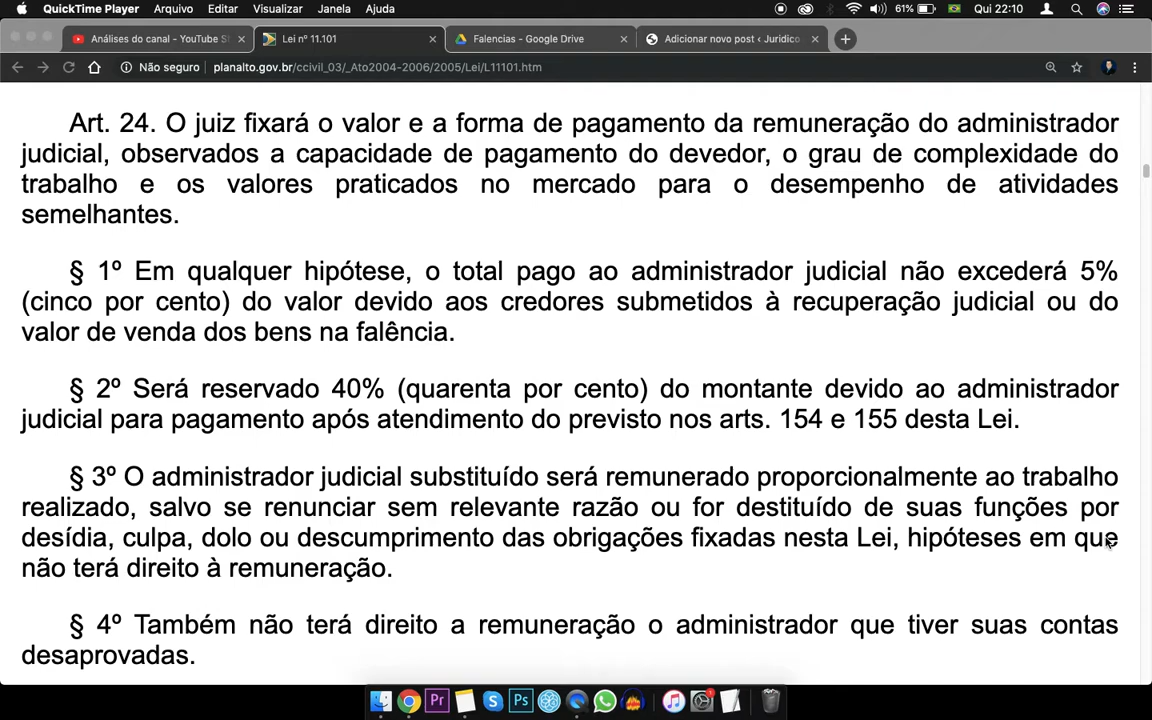 QuickTime Player Arquivo Editar Visualizar Janela Ajuda 61% Qui 22:10
Análises do canal - YouTube S Lei nº 11.101 Falencias - Google Drive Adicionar novo post ‹ Juridico
Não seguro planalto.gov.br/ccivil_03/_Ato2004-2006/2005/Lei/L11101.htm
Art. 24. O juiz fixará o valor e a forma de pagamento da remuneração do administrador
judicial, observados a capacidade de pagamento do devedor, o grau de complexidade do
trabalho e os valores praticados no mercado para o desempenho de atividades
semelhantes.
§ 1º Em qualquer hipótese, o total pago ao administrador judicial não excederá 5%
(cinco por cento) do valor devido aos credores submetidos à recuperação judicial ou do
valor de venda dos bens na falência.
§ 2º Será reservado 40% (quarenta por cento) do montante devido ao administrador
judicial para pagamento após atendimento do previsto nos arts. 154 e 155 desta Lei.
§ 3º O administrador judicial substituído será remunerado proporcionalmente ao trabalho
realizado, salvo se renunciar sem relevante razão ou for destituído de suas funções por
desídia, culpa, dolo ou descumprimento das obrigações fixadas nesta Lei, hipóteses em que
não terá direito à remuneração.
§ 4º Também não terá direito a remuneração o administrador que tiver suas contas
desaprovadas.
Pr Ps